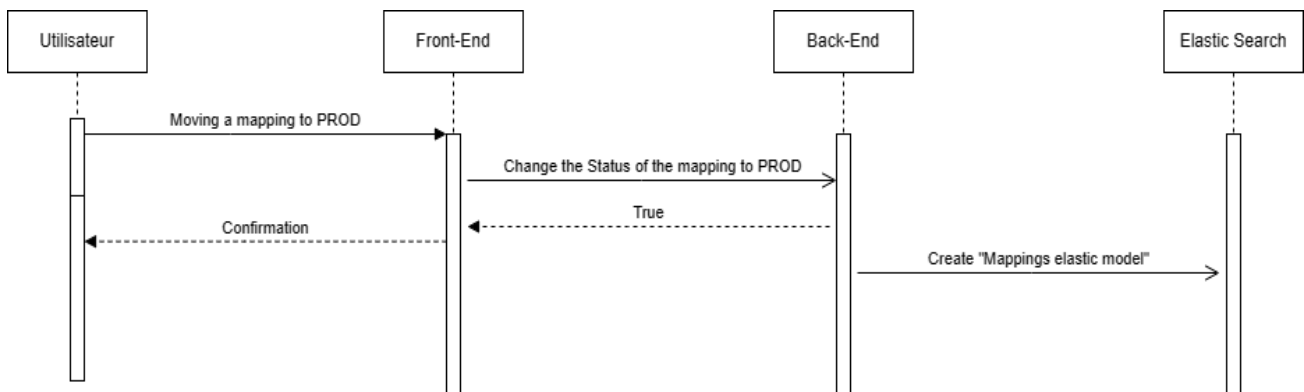 Utilisateur
Front-End
Back-End
Elastic Search
Moving a mapping to PROD
Change the Status of the mapping to PROD
True
Confirmation
Create "Mappings elastic model"